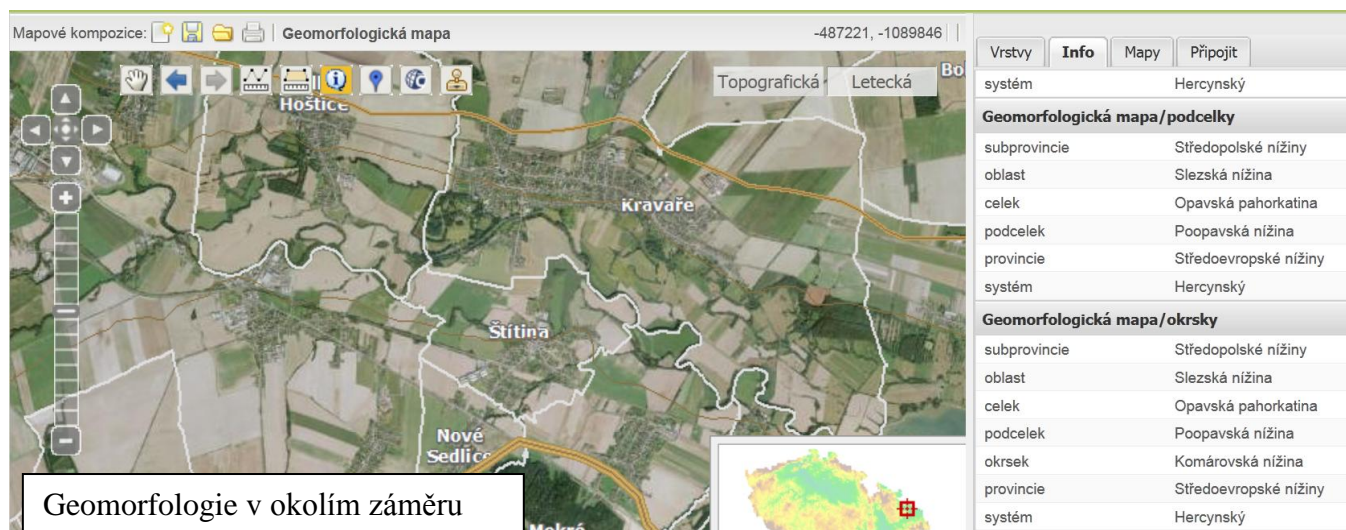 Mapové kompozice:
Geomorfologická mapa
-487221, -1089846
Topografická
Letecká
Hoštice
Kravaře
Štítina
Nové
Sedlice
Mokré
Geomorfologie v okolím záměru
Vrstvy Info Mapy Připojit
systém Hercynský
Geomorfologická mapa/podcelky
subprovincie Středopolské nížiny
oblast Slezská nížina
celek Opavská pahorkatina
podcelek Poopavská nížina
provincie Středoevropské nížiny
systém Hercynský
Geomorfologická mapa/okrsky
subprovincie Středopolské nížiny
oblast Slezská nížina
celek Opavská pahorkatina
podcelek Poopavská nížina
okrsek Komárovská nížina
provincie Středoevropské nížiny
systém Hercynský